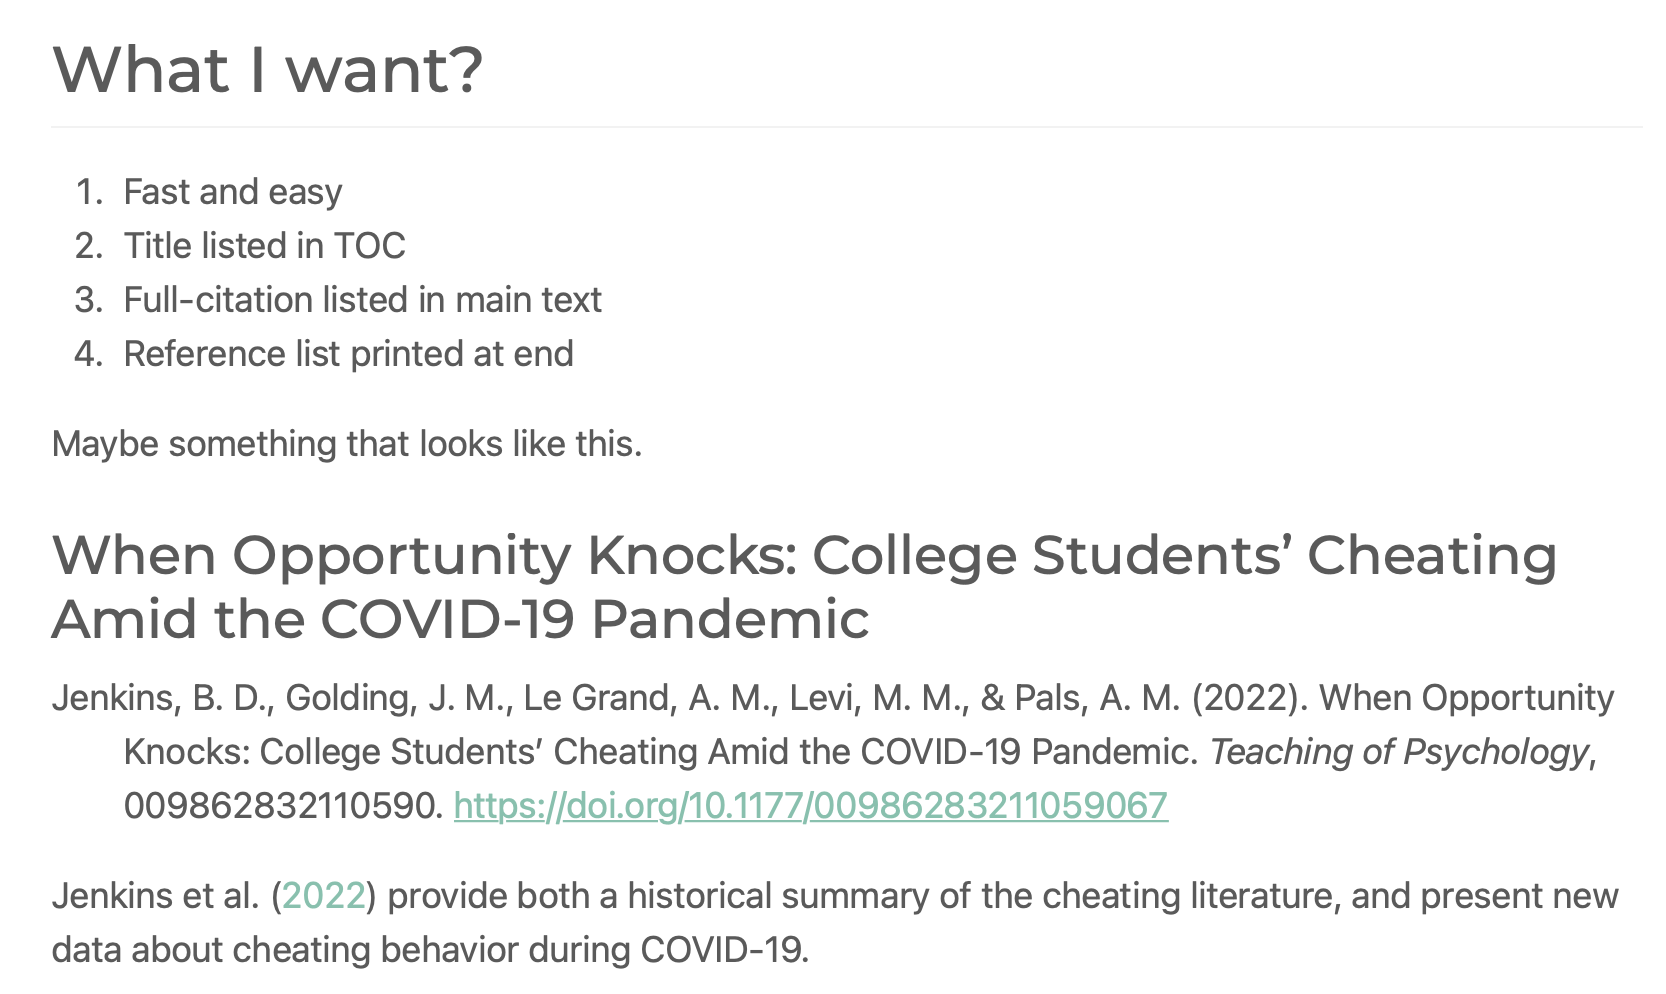 What I want?
1. Fast and easy
2. Title listed in TOC
3. Full-citation listed in main text
4. Reference list printed at end
Maybe something that looks like this.
When Opportunity Knocks: College Students’ Cheating
Amid the COVID-19 Pandemic
Jenkins, B. D., Golding, J. M., Le Grand, A. M., Levi, M. M., & Pals, A. M. (2022). When Opportunity
Knocks: College Students’ Cheating Amid the COVID-19 Pandemic. Teaching of Psychology,
009862832110590. https://doi.org/10.1177/00986283211059067
Jenkins et al. (2022) provide both a historical summary of the cheating literature, and present new
data about cheating behavior during COVID-19.